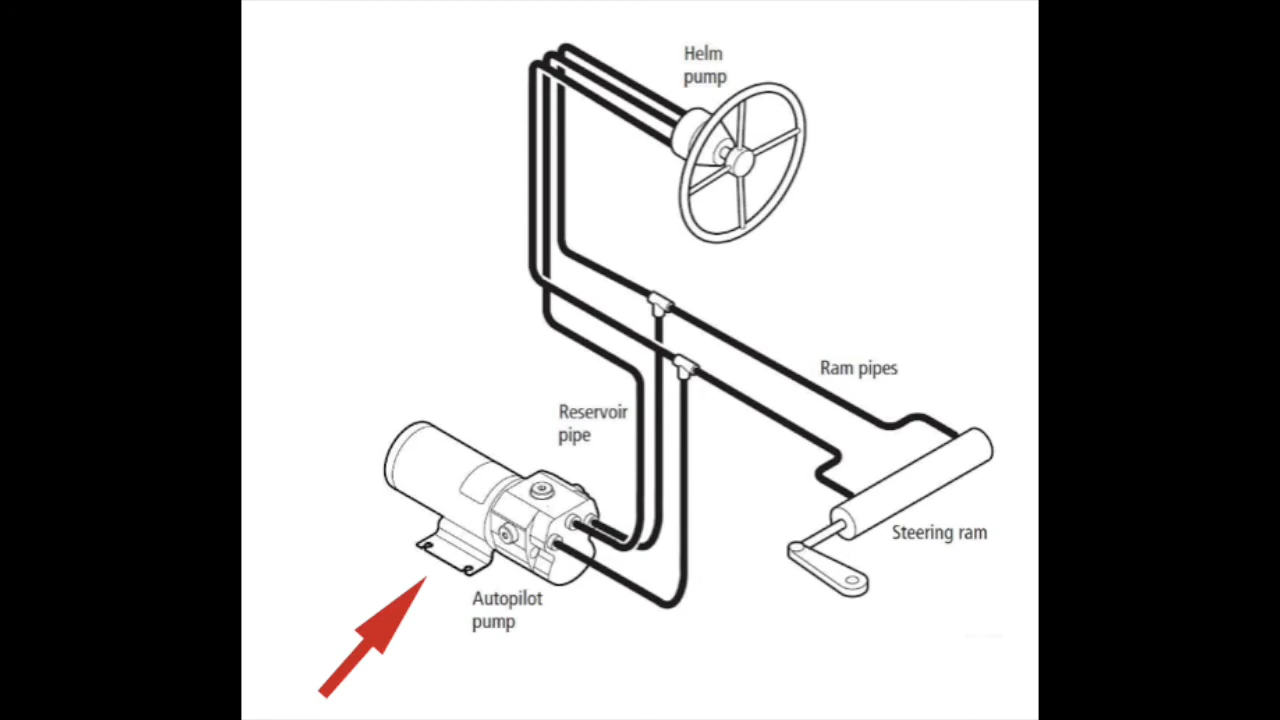 Helm
pump
Ram pipes
Reservoir
pipe
Steering ram
Autopilot
pump